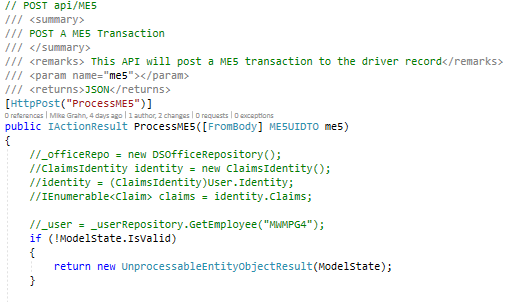 // POST api/ME5
/// <summary>
/// POST A ME5 Transaction
/// </summary>
/// <remarks> This API will post a ME5 transaction to the driver record</remarks>
/// <param name="me5"></param>
/// <returns>JSON</returns>
[HttpPost("ProcessME5")]
0 references | Mike Grahn, 4 days ago | 1 author, 2 changes | 0 requests | 0 exceptions
public IActionResult ProcessME5([FromBody] ME5UIDTO me5)
{
//_officeRepo = new DSOfficeRepository();
//ClaimsIdentity identity = new ClaimsIdentity();
//identity = (ClaimsIdentity)User.Identity;
//IEnumerable<Claim> claims = identity.Claims;
//_user = _userRepository.GetEmployee("MWMPG4");
if (!ModelState.IsValid)
{
return new UnprocessableEntityObjectResult(ModelState);
}